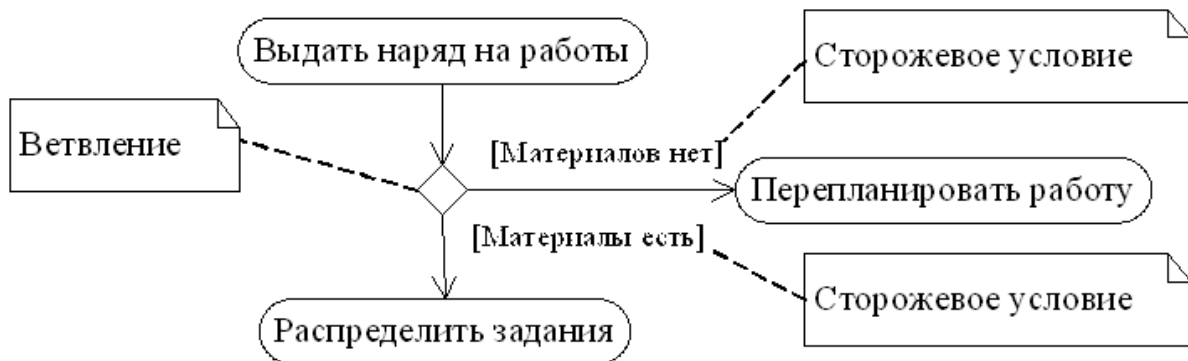 Выдать наряд на работы
Сторожевое условие
Ветвление
[Материалов нет]
Перепланировать работу
[Материалы есть]
Сторожевое условие
Распределить задания